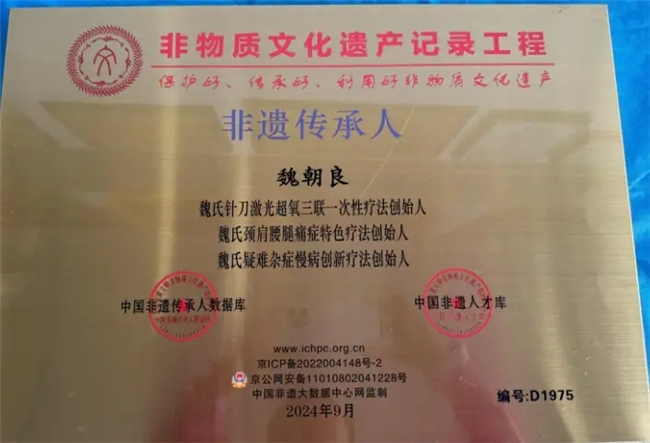 非物质文化遗产记录工程
保护好、传承好、利用好非物质文化遗产
非遗传承人
魏朝良
魏氏针刀激光超氧三联一次性疗法创始人
魏氏颈肩腰腿痛症特色疗法创始人
魏氏疑难杂症慢病创新疗法创始人
中国非遗传承人数据库
中国非遗人才库
www.ichpc.org.cn
京ICP备2022004148号-2
京公网安备11010802041228号
中国非遗大数据中心网监制
2024年9月
编号:D1975